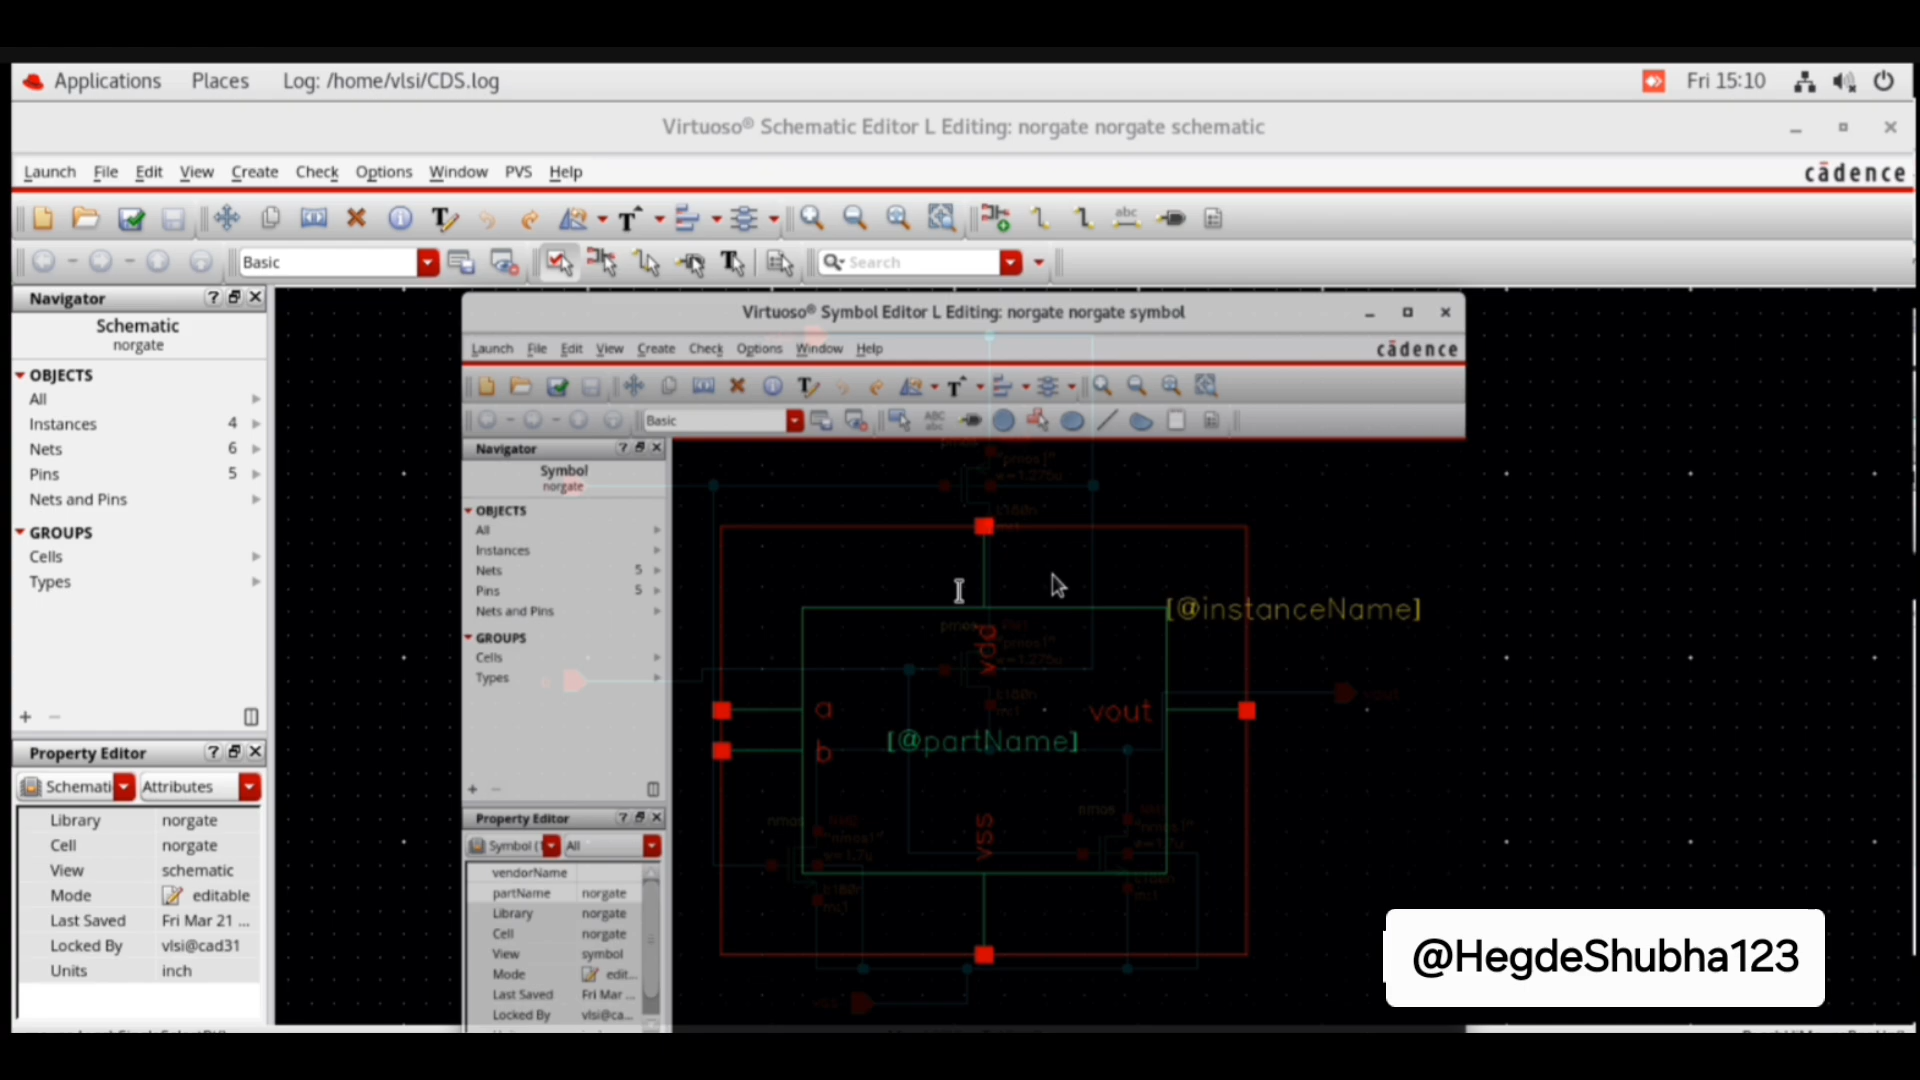 Applications Places Log: /home/vlsi/CDS.log Fri 15:10
Virtuoso® Schematic Editor L Editing: norgate norgate schematic
Launch File Edit View Create Check Options Window PVS Help cādence
Basic Search
Navigator
Schematic
norgate
OBJECTS
All
Instances 4
Nets 6
Pins 5
Nets and Pins
GROUPS
Cells
Types
Property Editor
Schemati Attributes
Library norgate
Cell norgate
View schematic
Mode editable
Last Saved Fri Mar 21 ...
Locked By vlsi@cad31
Units inch
Virtuoso® Symbol Editor L Editing: norgate norgate symbol
Launch File Edit View Create Check Options Window Help cādence
Basic
Navigator
Symbol
norgate
OBJECTS
All
Instances
Nets 5
Pins 5
Nets and Pins
GROUPS
Cells
Types
Property Editor
Symbol ( All
vendorName
partName norgate
Library norgate
Cell norgate
View symbol
Mode edit...
Last Saved Fri Mar ...
Locked By vlsi@ca...
[@instanceName]
vdd
a
vout
[@partName]
b
vss
nmos
nmos
@HegdeShubha123